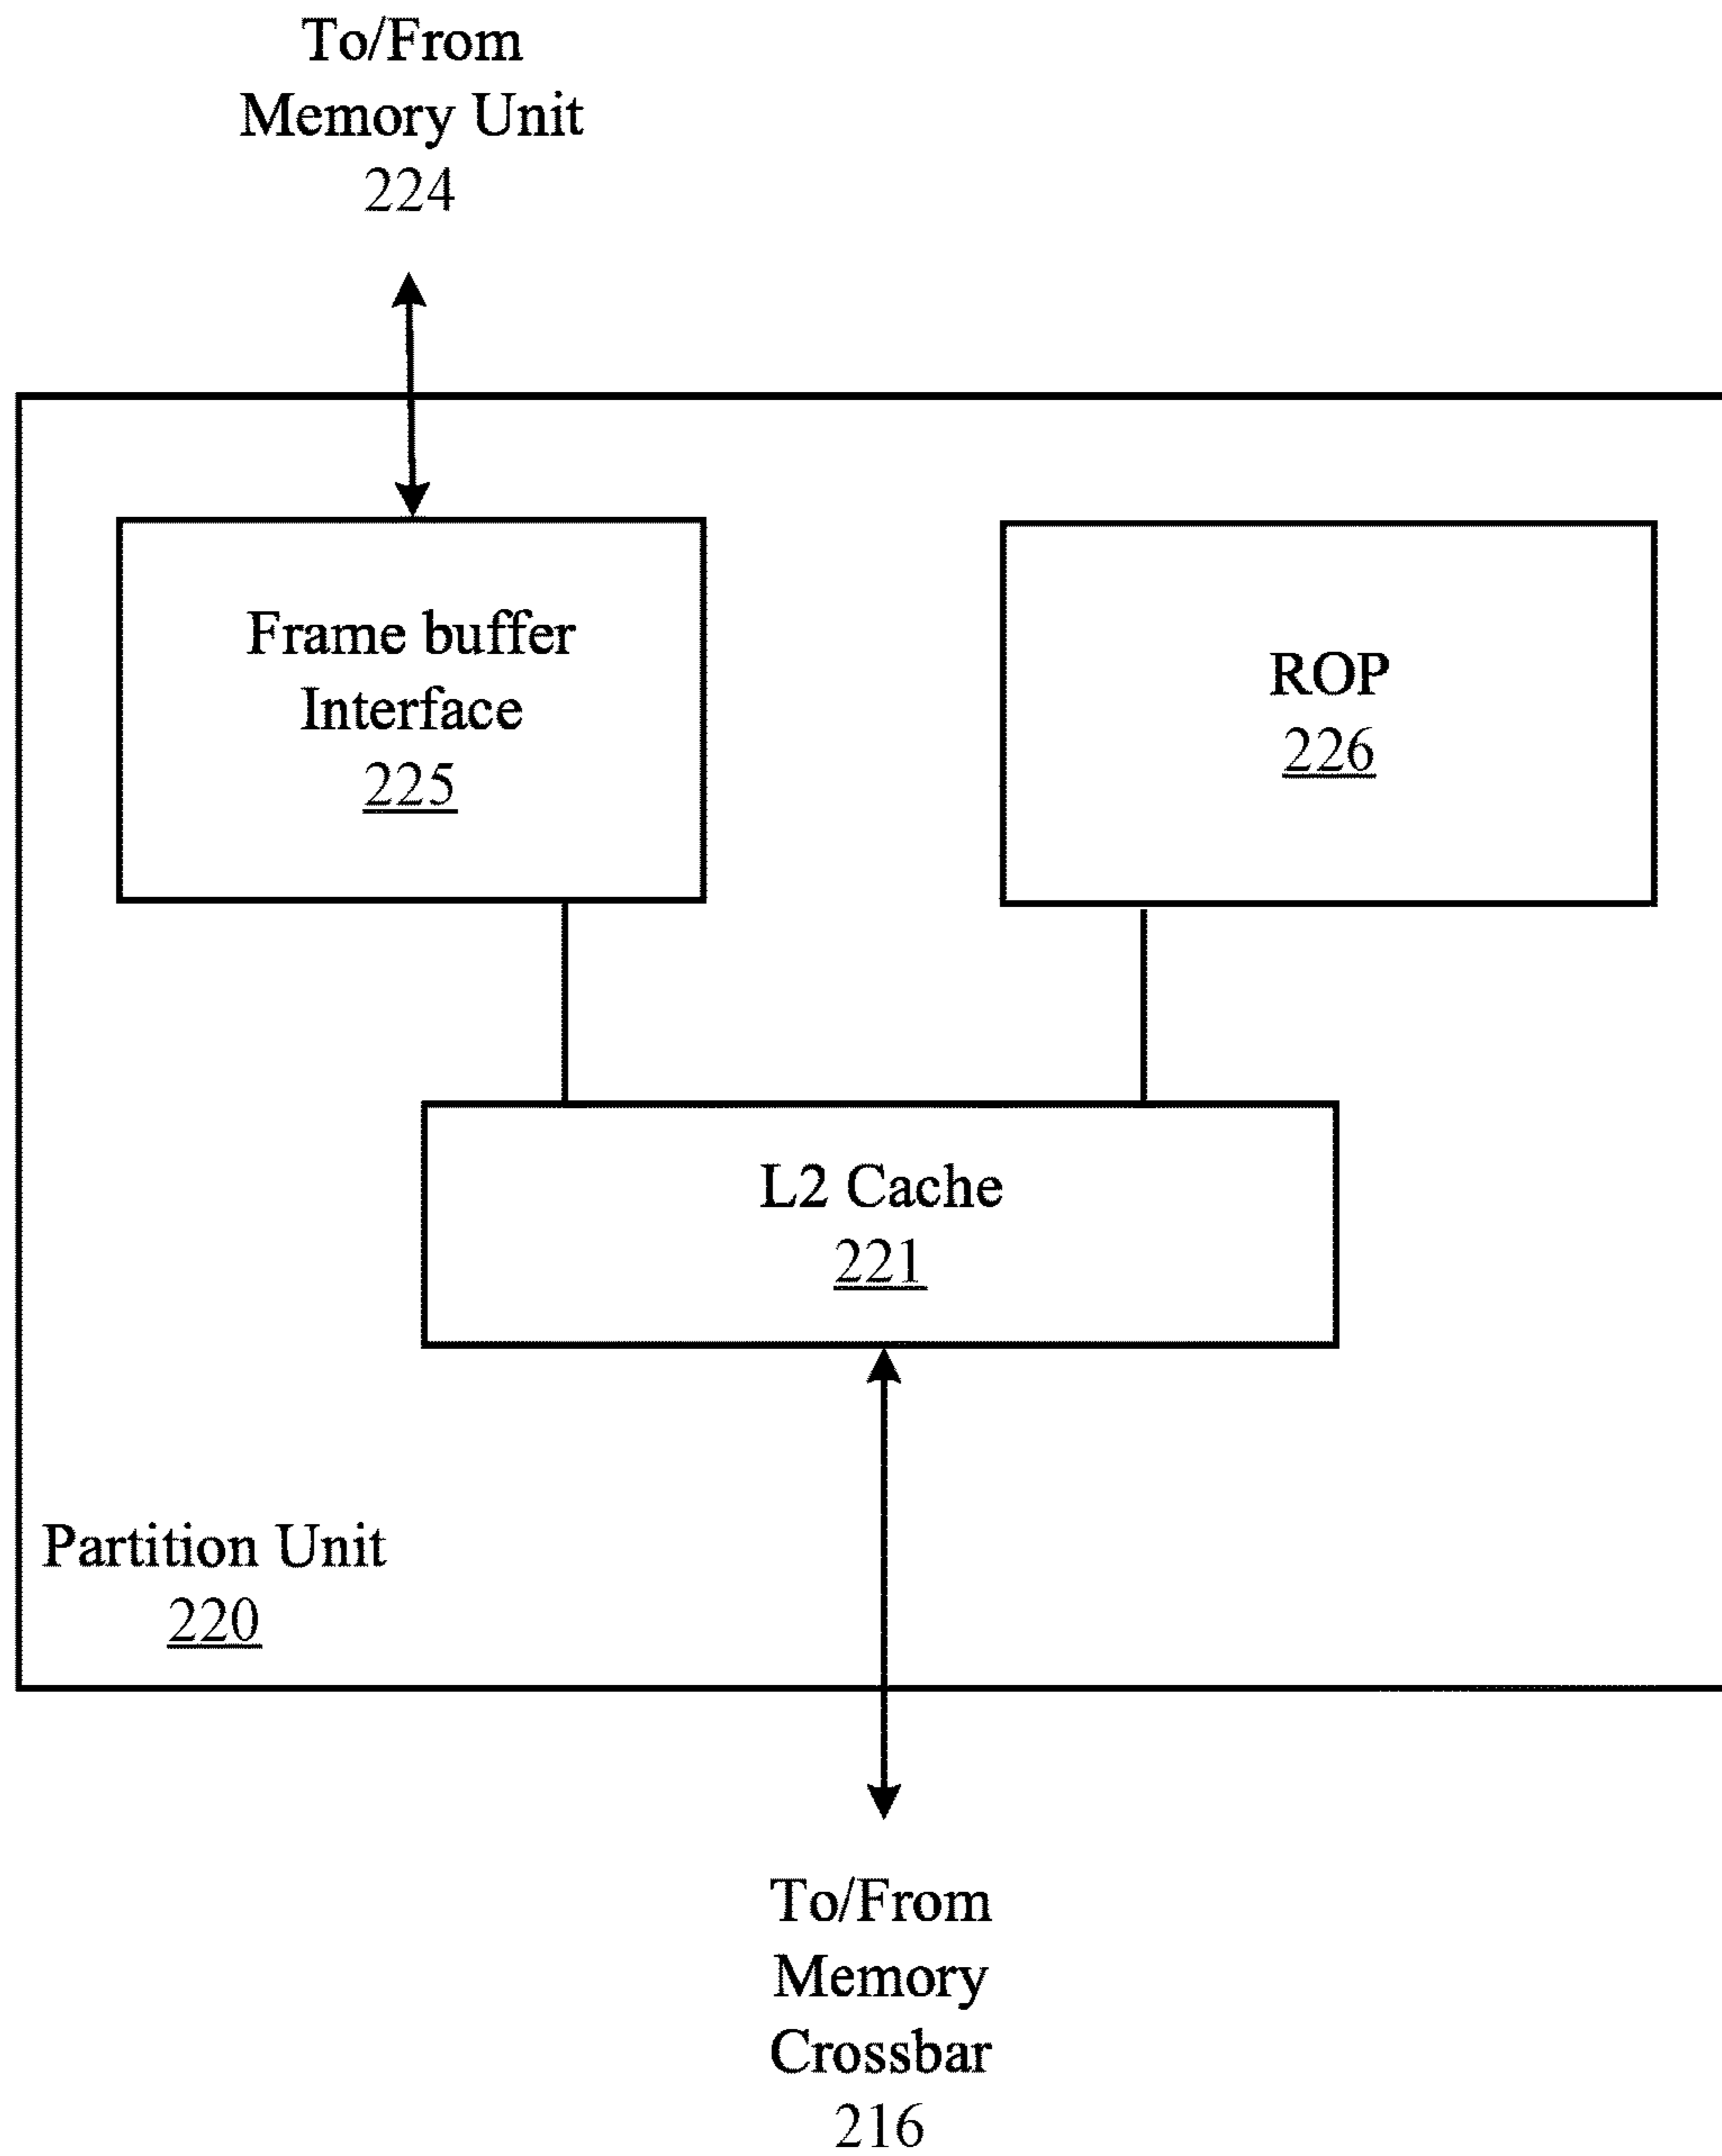 To/From
Memory Unit
224
Frame buffer
Interface
225
ROP
226
L2 Cache
221
Partition Unit
220
To/From
Memory
Crossbar
216